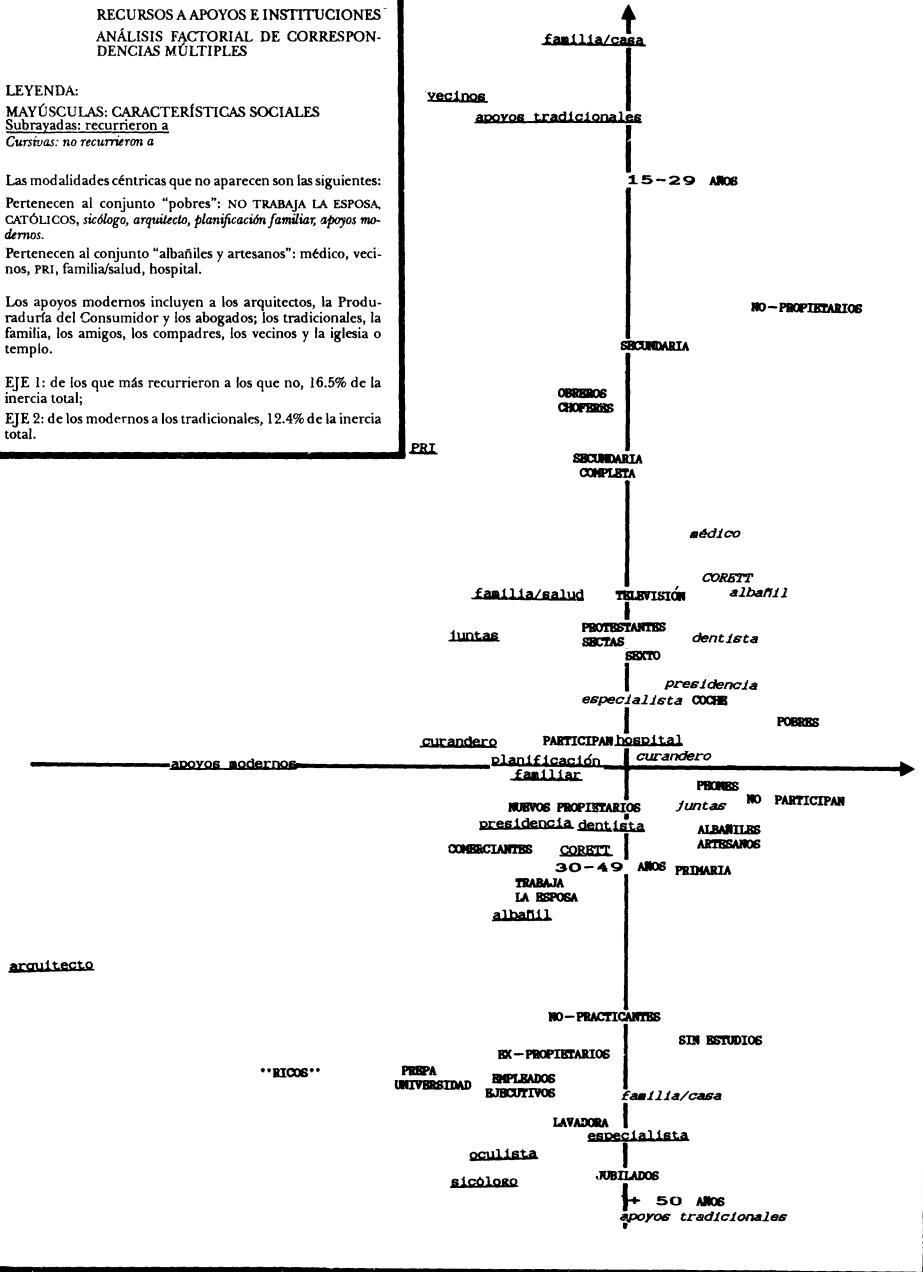 RECURSOS A APOYOS E INSTITUCIONES
ANÁLISIS FACTORIAL DE CORRESPON-
DENCIAS MÚLTIPLES
LEYENDA:
MAYÚSCULAS: CARACTERÍSTICAS SOCIALES
Subrayadas: recurrieron a
Cursivas: no recurrieron a
Las modalidades céntricas que no aparecen son las siguientes:
Pertenecen al conjunto “pobres”: NO TRABAJA LA ESPOSA,
CATÓLICOS, sicólogo, arquitecto, planificación familiar, apoyos mo-
dernos.
Pertenecen al conjunto “albañiles y artesanos”: médico, veci-
nos, PRI, familia/salud, hospital.
Los apoyos modernos incluyen a los arquitectos, la Produ-
raduría del Consumidor y los abogados; los tradicionales, la
familia, los amigos, los compadres, los vecinos y la iglesia o
templo.
EJE 1: de los que más recurrieron a los que no, 16.5% de la
inercia total;
EJE 2: de los modernos a los tradicionales, 12.4% de la inercia
total.
familia/casa
vecinos
apoyos tradicionales
15-29 AÑOS
NO-PROPIETARIOS
SECUNDARIA
OBREROS
CHOFERES
PRI
SECUNDARIA
COMPLETA
médico
CORETT
familia/salud TELEVISIÓN albañil
juntas
PROTESTANTES
SECTAS
dentista
SEXTO
presidencia
especialista COCHE
POBRES
curandero PARTICIPAN hospital
apoyos modernos
planificación
familiar
curandero
PEONES
NUEVOS PROPIETARIOS juntas NO PARTICIPAN
presidencia dentista
ALBAÑILES
ARTESANOS
COMERCIANTES CORETT
30-49 AÑOS PRIMARIA
TRABAJA
LA ESPOSA
albañil
arquitecto
NO-PRACTICANTES
SIN ESTUDIOS
EX-PROPIETARIOS
''RICOS''
PREPA
UNIVERSIDAD
EMPLEADOS
EJECUTIVOS
familia/casa
LAVADORA
especialista
oculista
sicólogo
JUBILADOS
+ 50 AÑOS
apoyos tradicionales